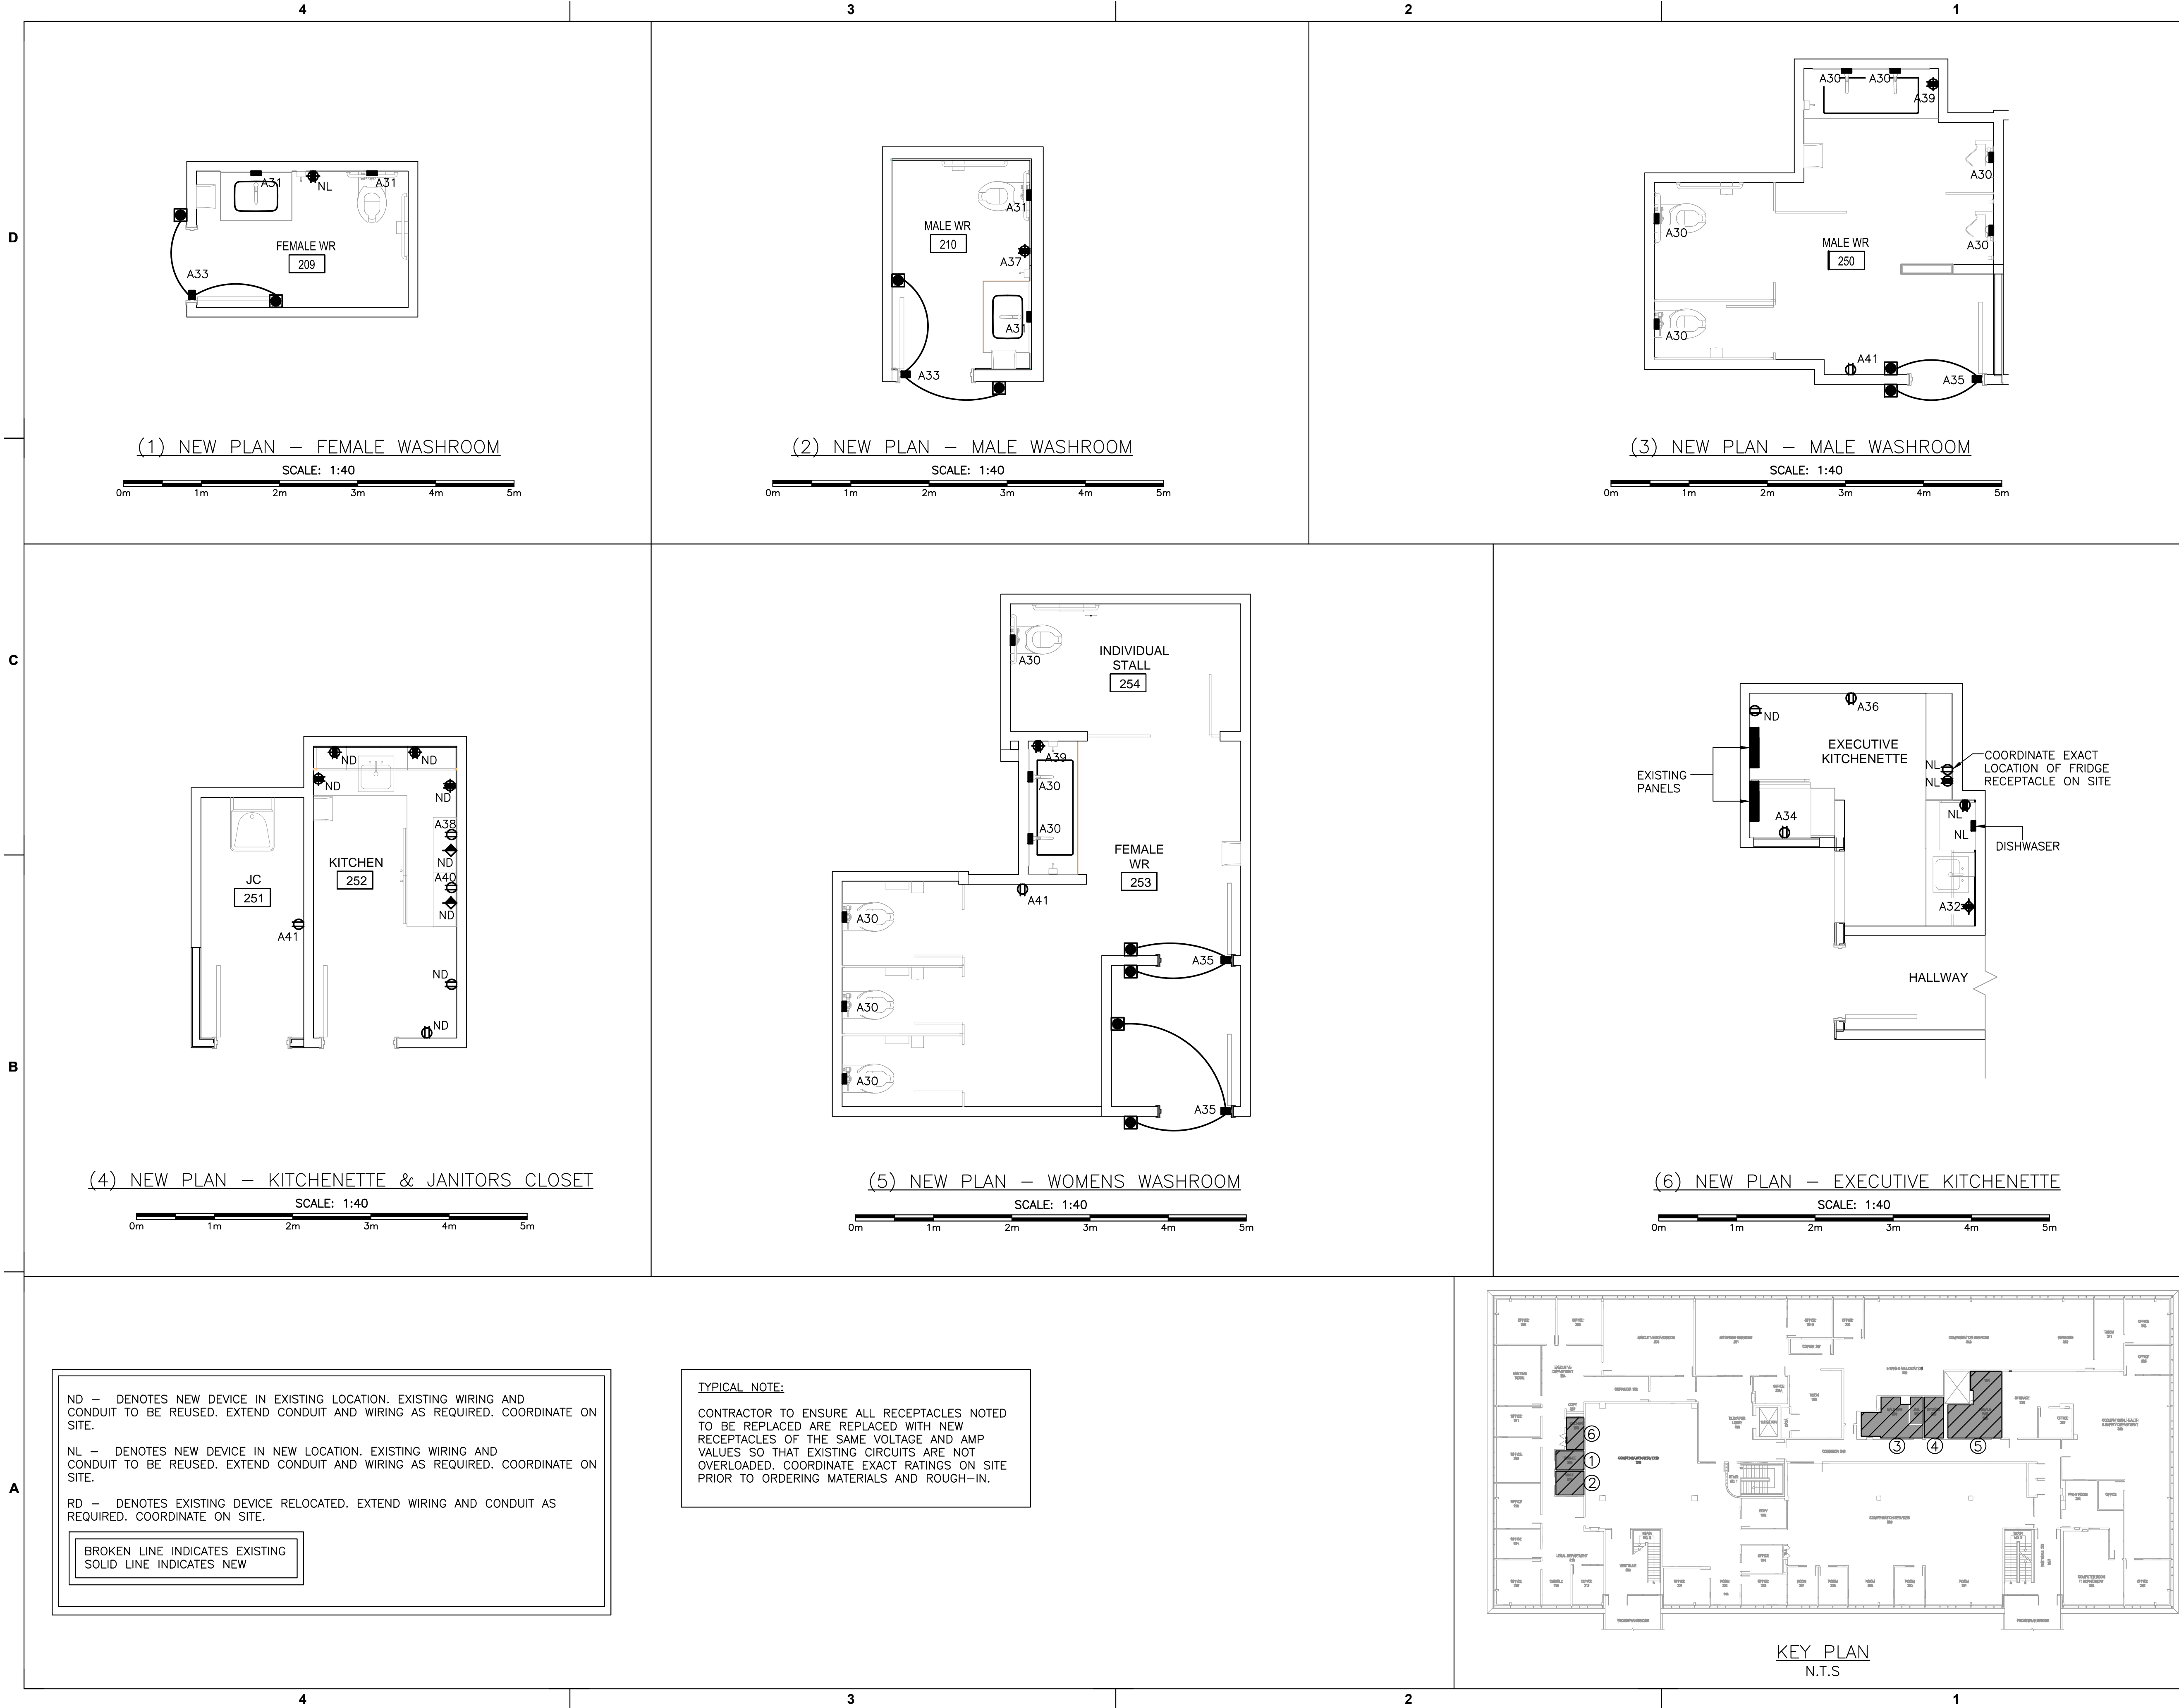 4
3
2
1
D
C
B
A
A31
NL
A31
FEMALE WR
209
A33
(1) NEW PLAN – FEMALE WASHROOM
SCALE: 1:40
0m 1m 2m 3m 4m 5m
A31
MALE WR
210
A37
A31
A33
(2) NEW PLAN – MALE WASHROOM
SCALE: 1:40
0m 1m 2m 3m 4m 5m
A30 A30
A39
A30
A30
A30
MALE WR
250
A30
A41
A35
(3) NEW PLAN – MALE WASHROOM
SCALE: 1:40
0m 1m 2m 3m 4m 5m
ND
ND
ND
ND
A38
ND
KITCHEN
252
A40
ND
JC
251
A41
ND
ND
(4) NEW PLAN – KITCHENETTE & JANITORS CLOSET
SCALE: 1:40
0m 1m 2m 3m 4m 5m
A30
INDIVIDUAL
STALL
254
A39
A30
A30
FEMALE
WR
253
A41
A30
A35
A30
A30
A35
(5) NEW PLAN – WOMENS WASHROOM
SCALE: 1:40
0m 1m 2m 3m 4m 5m
A36
ND
EXECUTIVE
KITCHENETTE
COORDINATE EXACT
LOCATION OF FRIDGE
RECEPTACLE ON SITE
NL
NL
EXISTING
PANELS
A34
NL
NL
DISHWASER
A32
HALLWAY
(6) NEW PLAN – EXECUTIVE KITCHENETTE
SCALE: 1:40
0m 1m 2m 3m 4m 5m
ND – DENOTES NEW DEVICE IN EXISTING LOCATION. EXISTING WIRING AND
CONDUIT TO BE REUSED. EXTEND CONDUIT AND WIRING AS REQUIRED. COORDINATE ON
SITE.
NL – DENOTES NEW DEVICE IN NEW LOCATION. EXISTING WIRING AND
CONDUIT TO BE REUSED. EXTEND CONDUIT AND WIRING AS REQUIRED. COORDINATE ON
SITE.
RD – DENOTES EXISTING DEVICE RELOCATED. EXTEND WIRING AND CONDUIT AS
REQUIRED. COORDINATE ON SITE.
BROKEN LINE INDICATES EXISTING
SOLID LINE INDICATES NEW
TYPICAL NOTE:
CONTRACTOR TO ENSURE ALL RECEPTACLES NOTED
TO BE REPLACED ARE REPLACED WITH NEW
RECEPTACLES OF THE SAME VOLTAGE AND AMP
VALUES SO THAT EXISTING CIRCUITS ARE NOT
OVERLOADED. COORDINATE EXACT RATINGS ON SITE
PRIOR TO ORDERING MATERIALS AND ROUGH–IN.
6
1
2
3
4
5
KEY PLAN
N.T.S
4
3
2
1